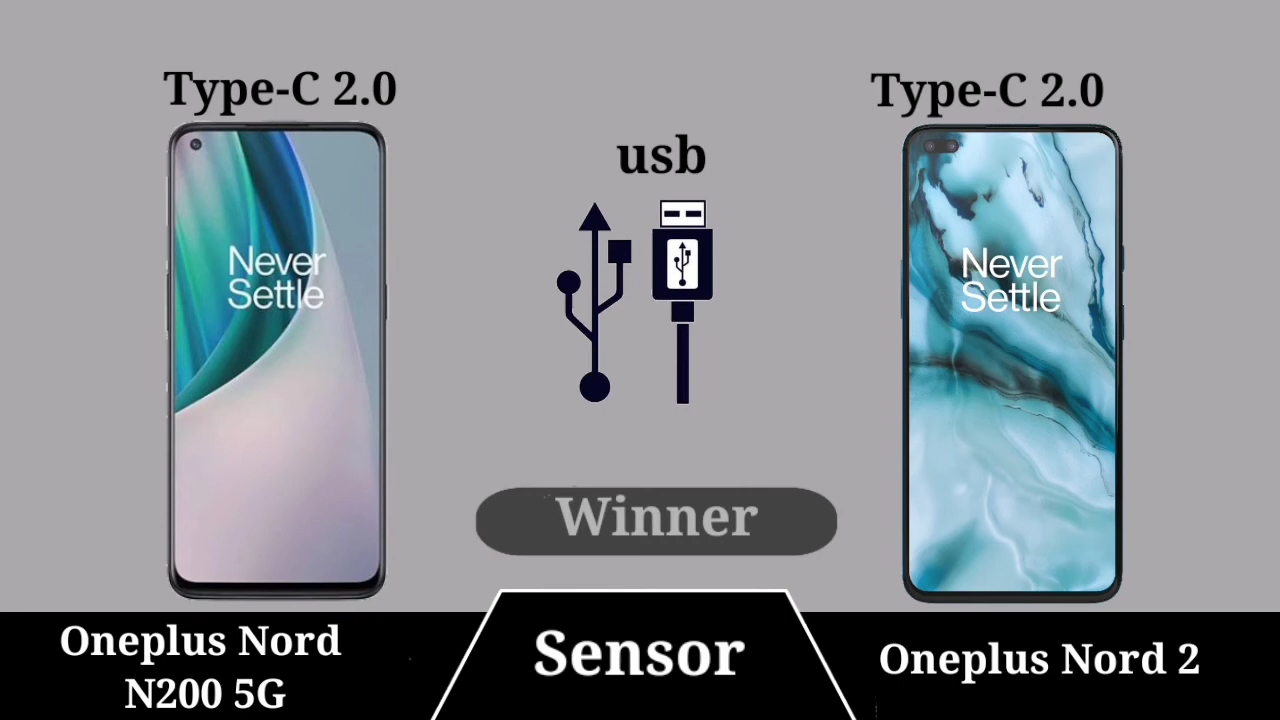 Type-C 2.0
Type-C 2.0
usb
Never
Settle
Never
Settle
Winner
Oneplus Nord
N200 5G
Sensor
Oneplus Nord 2